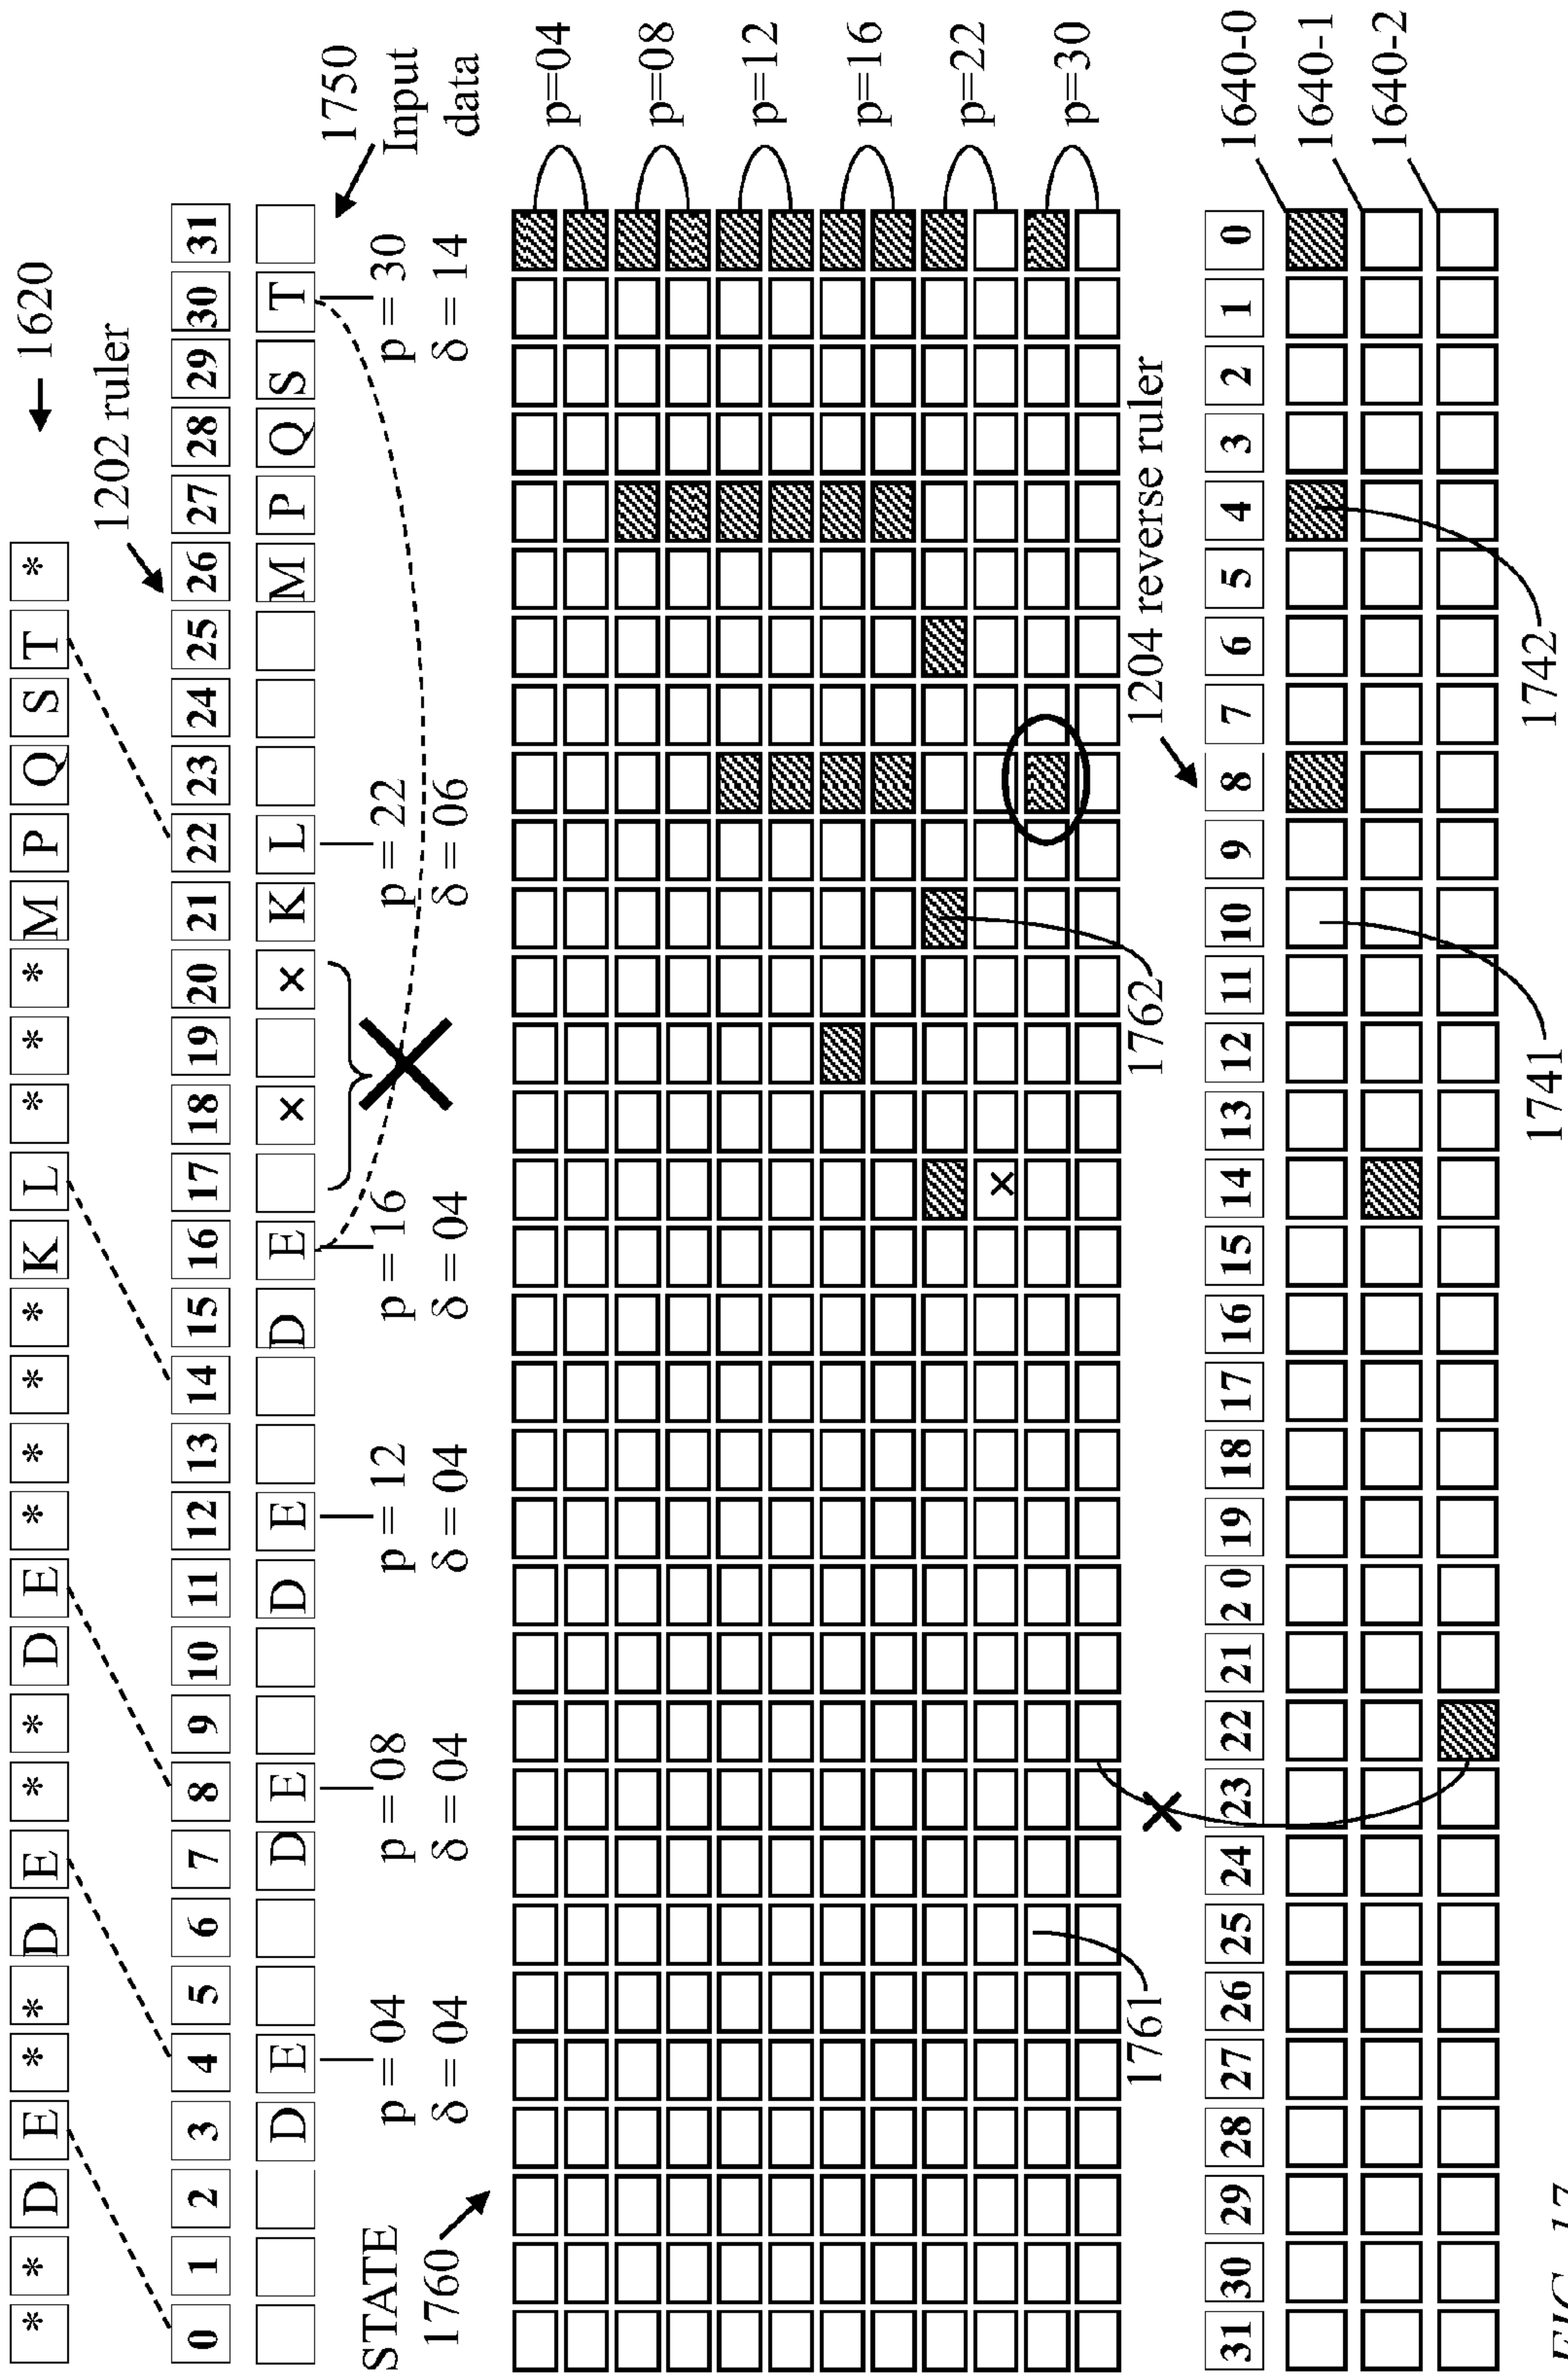 * * D E * * D E * * D E * * * * K L * * * M P Q S T * ← 1620
1202 ruler
0 1 2 3 4 5 6 7 8 9 10 11 12 13 14 15 16 17 18 19 20 21 22 23 24 25 26 27 28 29 30 31
D E D E D E D E × × K L M P Q S T
1750
Input
data
p = 04 p = 08 p = 12 p = 16 p = 22 p = 30
δ = 04 δ = 04 δ = 04 δ = 04 δ = 06 δ = 14
STATE
1760
p=04
p=08
p=12
p=16
p=22
×
p=30
1761
1762
1204 reverse ruler
31 30 29 28 27 26 25 24 23 22 21 20 19 18 17 16 15 14 13 12 11 10 9 8 7 6 5 4 3 2 1 0
1640-0
1640-1
1640-2
1741
1742
FIG. 17